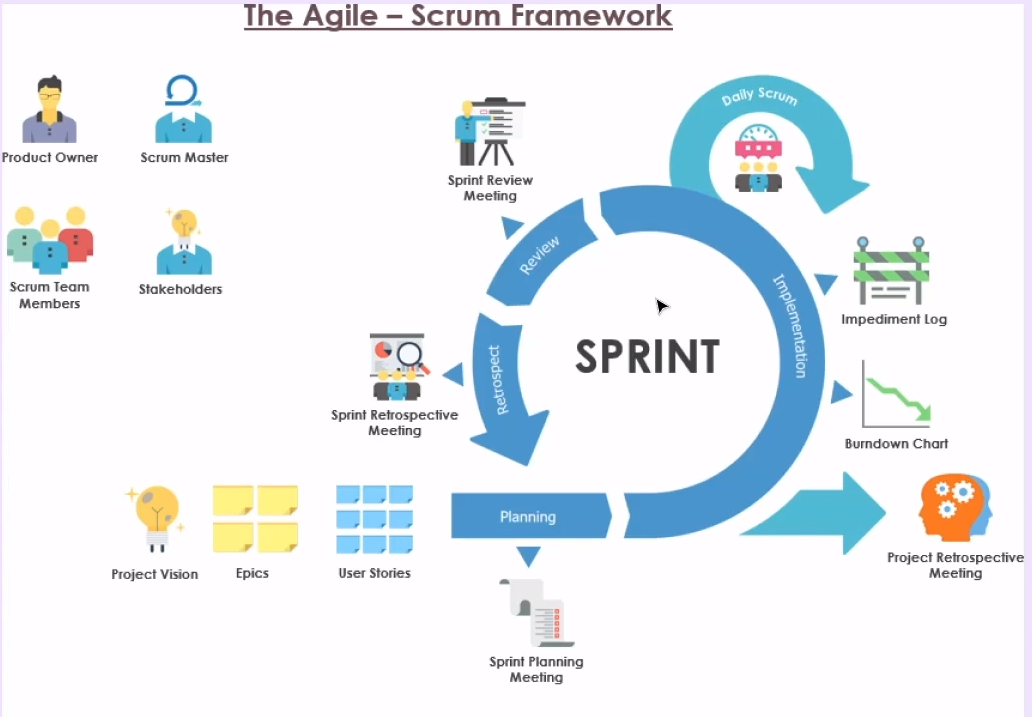 The Agile – Scrum Framework
Product Owner
Scrum Master
Scrum Team
Members
Stakeholders
Sprint Review
Meeting
Daily Scrum
Review
Implementation
Impediment Log
SPRINT
Retrospect
Sprint Retrospective
Meeting
Burndown Chart
Planning
Project Vision
Epics
User Stories
Project Retrospective
Meeting
Sprint Planning
Meeting